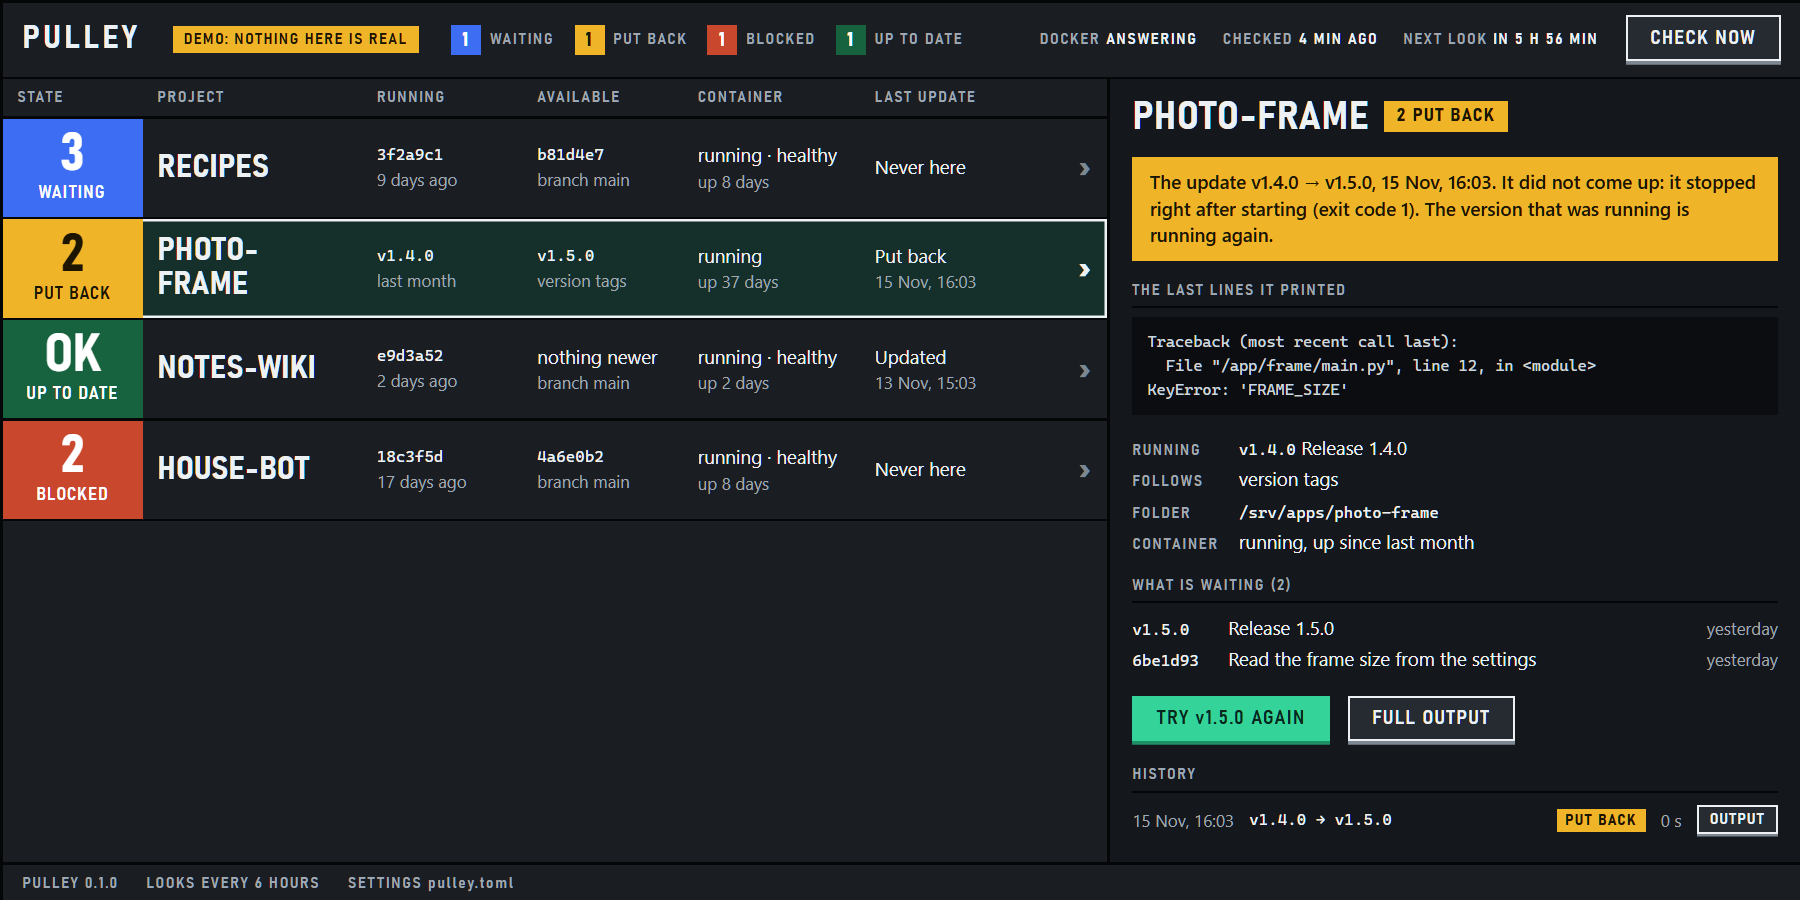 PULLEY
DEMO: NOTHING HERE IS REAL
1 WAITING
1 PUT BACK
1 BLOCKED
1 UP TO DATE
DOCKER ANSWERING
CHECKED 4 MIN AGO
NEXT LOOK IN 5 H 56 MIN
CHECK NOW
STATE PROJECT RUNNING AVAILABLE CONTAINER LAST UPDATE
3
WAITING
RECIPES
3f2a9c1
9 days ago
b81d4e7
branch main
running · healthy
up 8 days
Never here
›
2
PUT BACK
PHOTO-
FRAME
v1.4.0
last month
v1.5.0
version tags
running
up 37 days
Put back
15 Nov, 16:03
›
OK
UP TO DATE
NOTES-WIKI
e9d3a52
2 days ago
nothing newer
branch main
running · healthy
up 2 days
Updated
13 Nov, 15:03
›
2
BLOCKED
HOUSE-BOT
18c3f5d
17 days ago
4a6e0b2
branch main
running · healthy
up 8 days
Never here
›
PHOTO-FRAME
2 PUT BACK
The update v1.4.0 → v1.5.0, 15 Nov, 16:03. It did not come up: it stopped
right after starting (exit code 1). The version that was running is
running again.
THE LAST LINES IT PRINTED
Traceback (most recent call last):
  File "/app/frame/main.py", line 12, in <module>
KeyError: 'FRAME_SIZE'
RUNNING v1.4.0 Release 1.4.0
FOLLOWS version tags
FOLDER /srv/apps/photo-frame
CONTAINER running, up since last month
WHAT IS WAITING (2)
v1.5.0 Release 1.5.0 yesterday
6be1d93 Read the frame size from the settings yesterday
TRY v1.5.0 AGAIN
FULL OUTPUT
HISTORY
15 Nov, 16:03 v1.4.0 → v1.5.0 PUT BACK 0 s OUTPUT
PULLEY 0.1.0 LOOKS EVERY 6 HOURS SETTINGS pulley.toml